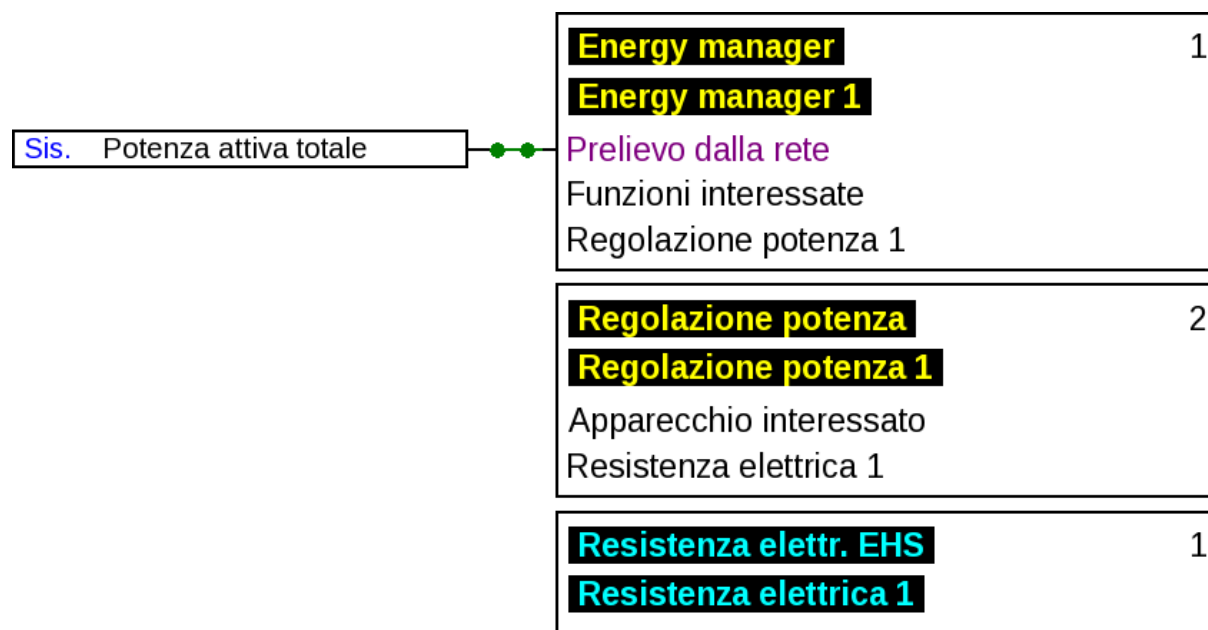 Energy manager 1
Energy manager 1
Sis. Potenza attiva totale
Prelievo dalla rete
Funzioni interessate
Regolazione potenza 1
Regolazione potenza 2
Regolazione potenza 1
Apparecchio interessato
Resistenza elettrica 1
Resistenza elettr. EHS 1
Resistenza elettrica 1